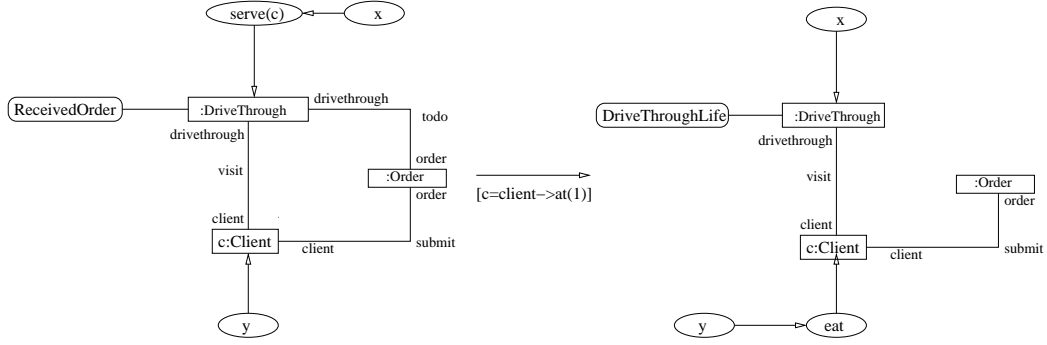 serve(c)
x
ReceivedOrder
:DriveThrough
drivethrough
todo
drivethrough
visit
order
:Order
order
client
c:Client
client
submit
y
[c=client->at(1)]
x
DriveThroughLife
:DriveThrough
drivethrough
visit
:Order
order
client
c:Client
client
submit
y
eat